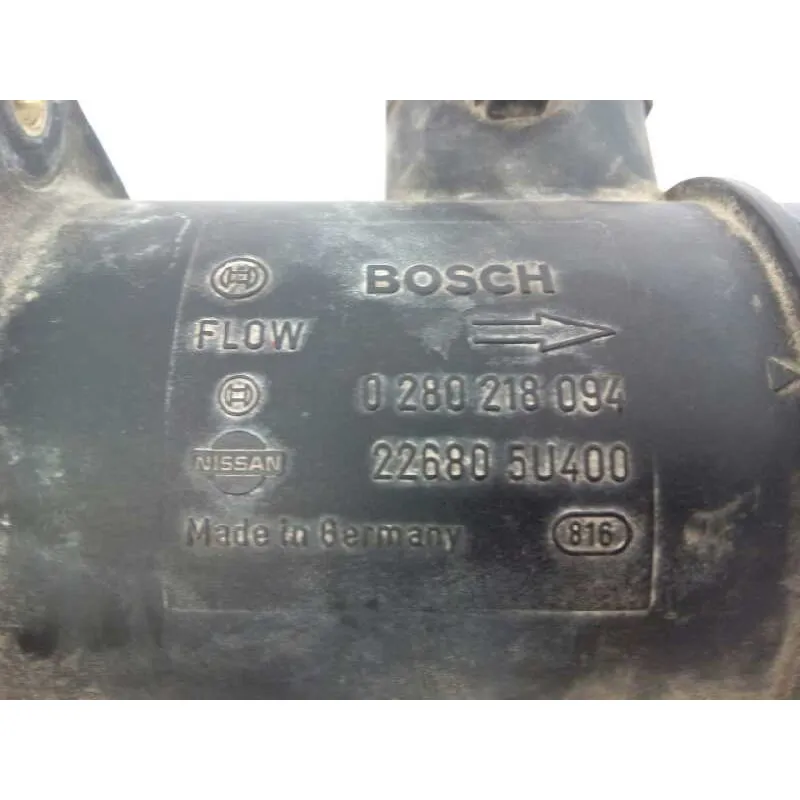 BOSCH
FLOW
0 280 218 094
NISSAN 22680 5U400
Made in Germany 816